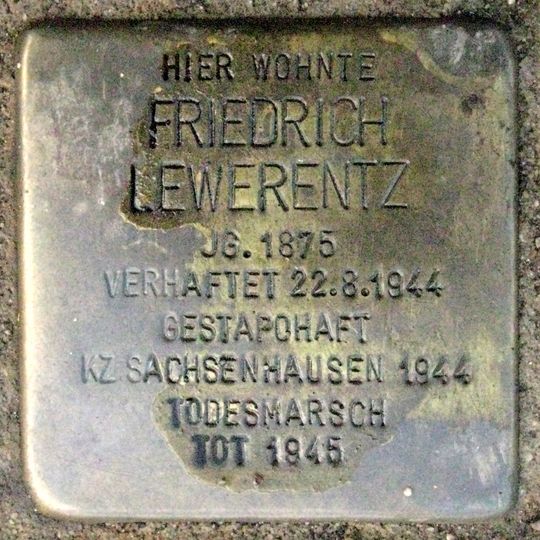 HIER WOHNTE
FRIEDRICH
LEWERENTZ
JG. 1875
VERHAFTET 22.8.1944
GESTAPOHAFT
KZ SACHSENHAUSEN 1944
TODESMARSCH
TOT 1945